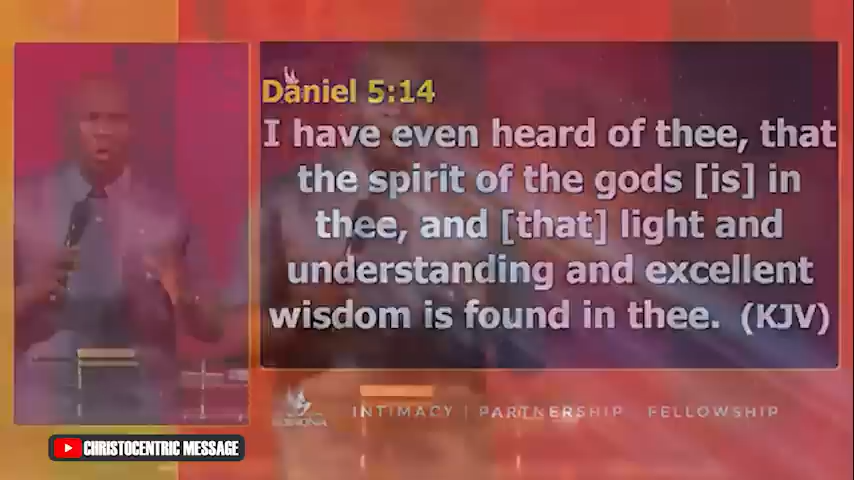 Daniel 5:14
I have even heard of thee, that
the spirit of the gods [is] in
thee, and [that] light and
understanding and excellent
wisdom is found in thee. (KJV)
INTIMACY | PARTNERSHIP FELLOWSHIP
CHRISTOCENTRIC MESSAGE